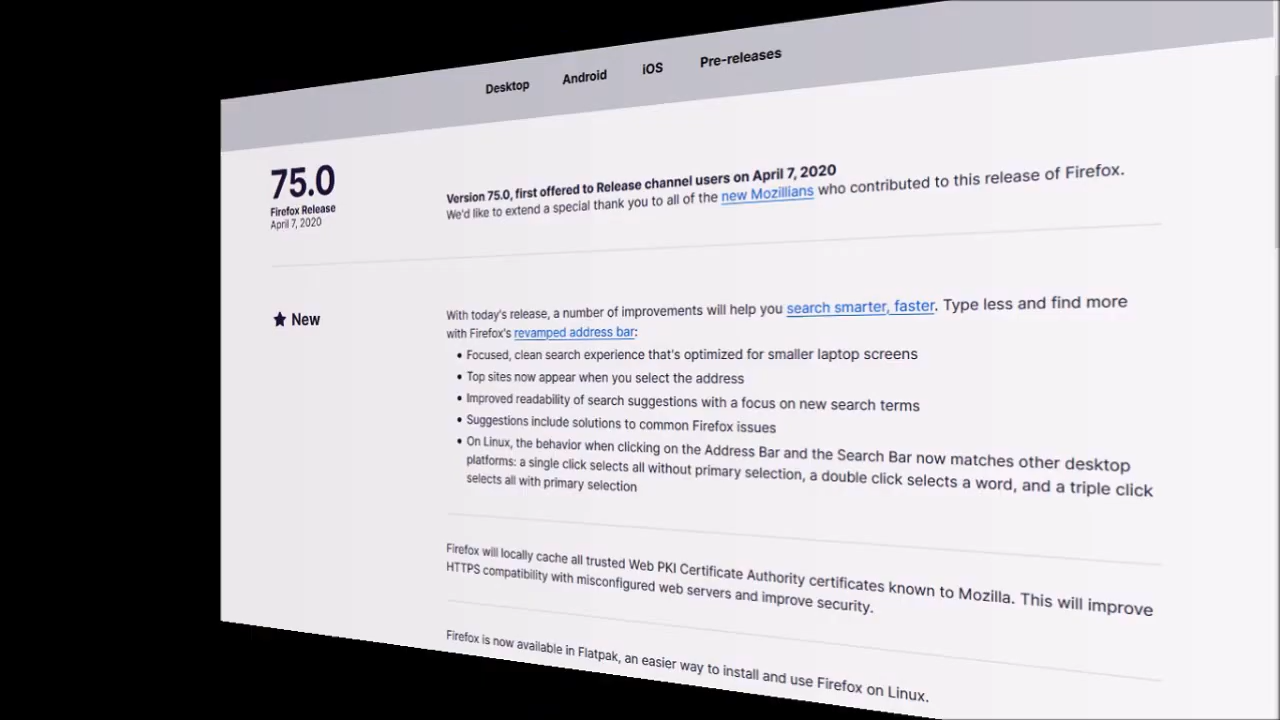 Desktop Android iOS Pre-releases
75.0
Firefox Release
April 7, 2020
Version 75.0, first offered to Release channel users on April 7, 2020
We'd like to extend a special thank you to all of the new Mozillians who contributed to this release of Firefox.
★ New
With today's release, a number of improvements will help you search smarter, faster. Type less and find more
with Firefox's revamped address bar:
• Focused, clean search experience that's optimized for smaller laptop screens
• Top sites now appear when you select the address
• Improved readability of search suggestions with a focus on new search terms
• Suggestions include solutions to common Firefox issues
• On Linux, the behavior when clicking on the Address Bar and the Search Bar now matches other desktop
platforms: a single click selects all without primary selection, a double click selects a word, and a triple click
selects all with primary selection
Firefox will locally cache all trusted Web PKI Certificate Authority certificates known to Mozilla. This will improve
HTTPS compatibility with misconfigured web servers and improve security.
Firefox is now available in Flatpak, an easier way to install and use Firefox on Linux.